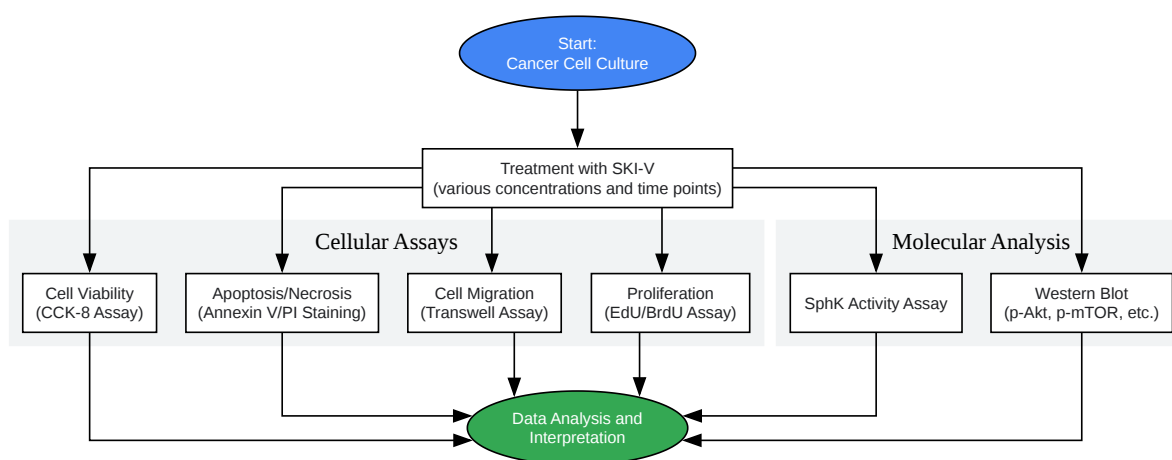 Start:
Cancer Cell Culture
Treatment with SKI-V
(various concentrations and time points)
Cellular Assays
Molecular Analysis
Cell Viability
(CCK-8 Assay)
Apoptosis/Necrosis
(Annexin V/PI Staining)
Cell Migration
(Transwell Assay)
Proliferation
(EdU/BrdU Assay)
SphK Activity Assay
Western Blot
(p-Akt, p-mTOR, etc.)
Data Analysis and
Interpretation